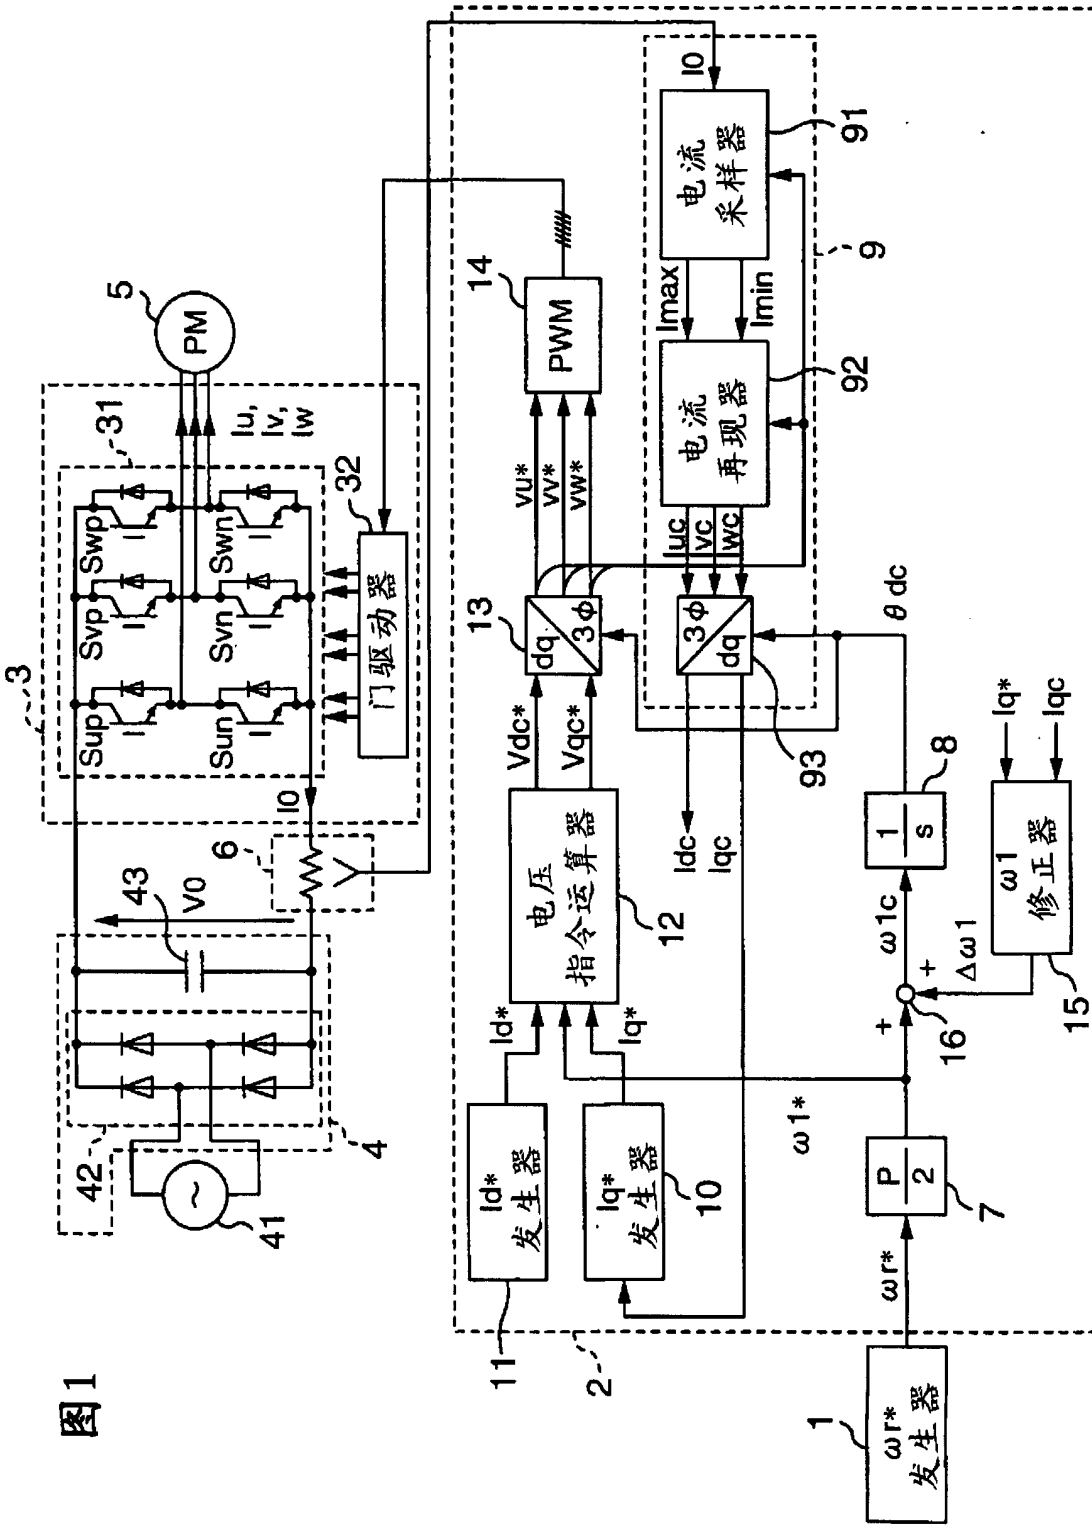 图1
41
42
4
43
V0
6
I0
3
Sup
Svp
Swp
Sun
Svn
Swn
31
门驱动器
32
Iu,
Iv,
Iw
5
PM
2
11
Id*
发生器
Iq*
发生器
10
Id*
Iq*
电压
指令运算器
12
Vdc*
Vqc*
13
dq
3φ
vu*
vv*
vw*
14
PWM
Idc
Iqc
93
3φ
dq
Iuc
Ivc
Iwc
电流
再现器
92
Imax
Imin
电流
采样器
91
I0
9
1
ωr*
发生器
ωr*
P
2
7
ω1*
+
+
16
ω1c
Δω1
1
s
8
θdc
ω1
修正器
15
Iq*
Iqc